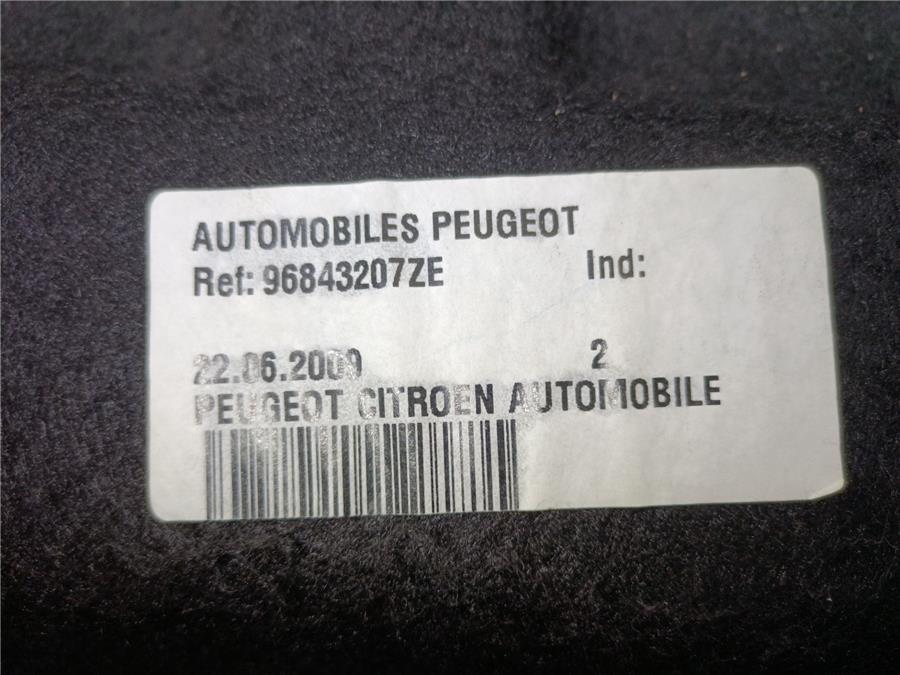 AUTOMOBILES PEUGEOT
Ref: 96843207ZE Ind:
22.06.2009 2
PEUGEOT CITROEN AUTOMOBILE